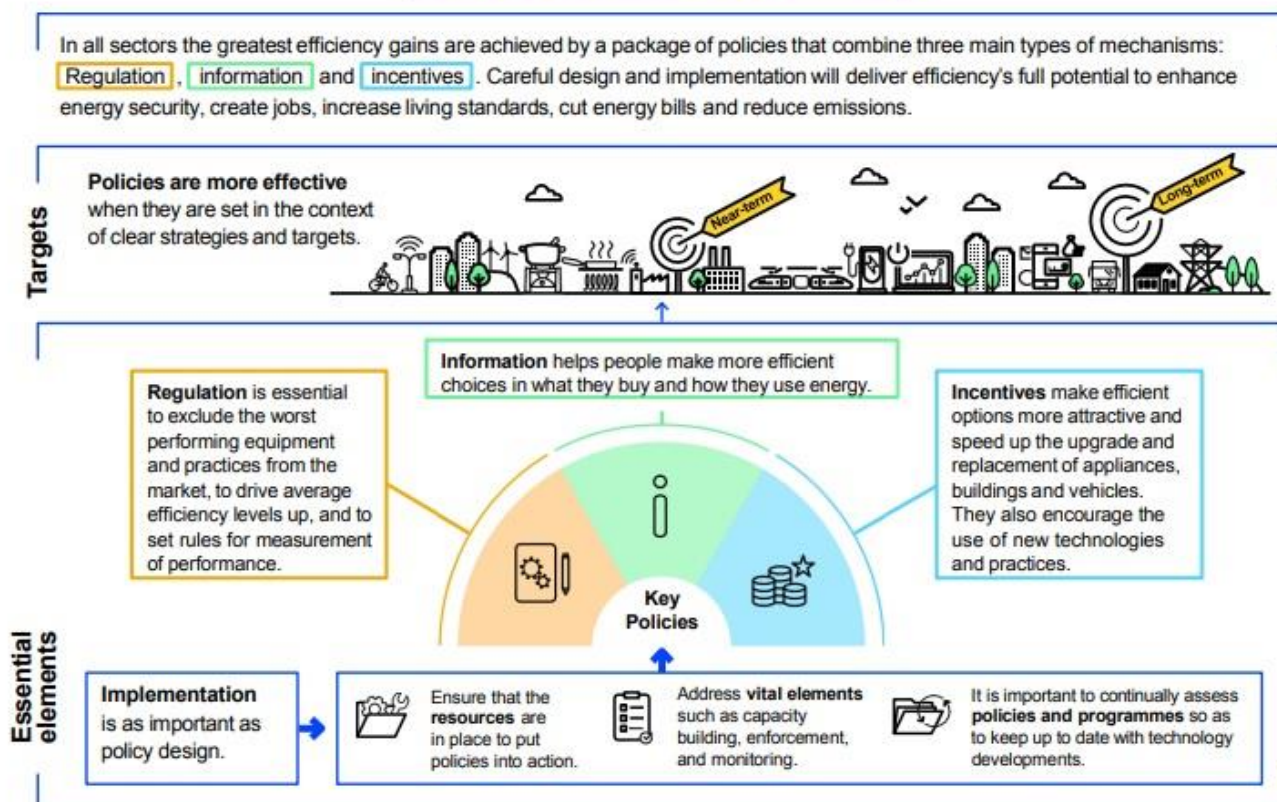 In all sectors the greatest efficiency gains are achieved by a package of policies that combine three main types of mechanisms:
Regulation, information and incentives. Careful design and implementation will deliver efficiency's full potential to enhance
energy security, create jobs, increase living standards, cut energy bills and reduce emissions.
Targets
Policies are more effective
when they are set in the context
of clear strategies and targets.
Near-term
Long-term
Essential
elements
Regulation is essential
to exclude the worst
performing equipment
and practices from the
market, to drive average
efficiency levels up, and to
set rules for measurement
of performance.
Information helps people make more efficient
choices in what they buy and how they use energy.
Incentives make efficient
options more attractive and
speed up the upgrade and
replacement of appliances,
buildings and vehicles.
They also encourage the
use of new technologies
and practices.
Key
Policies
Implementation
is as important as
policy design.
Ensure that the
resources are
in place to put
policies into action.
Address vital elements
such as capacity
building, enforcement,
and monitoring.
It is important to continually assess
policies and programmes so as
to keep up to date with technology
developments.